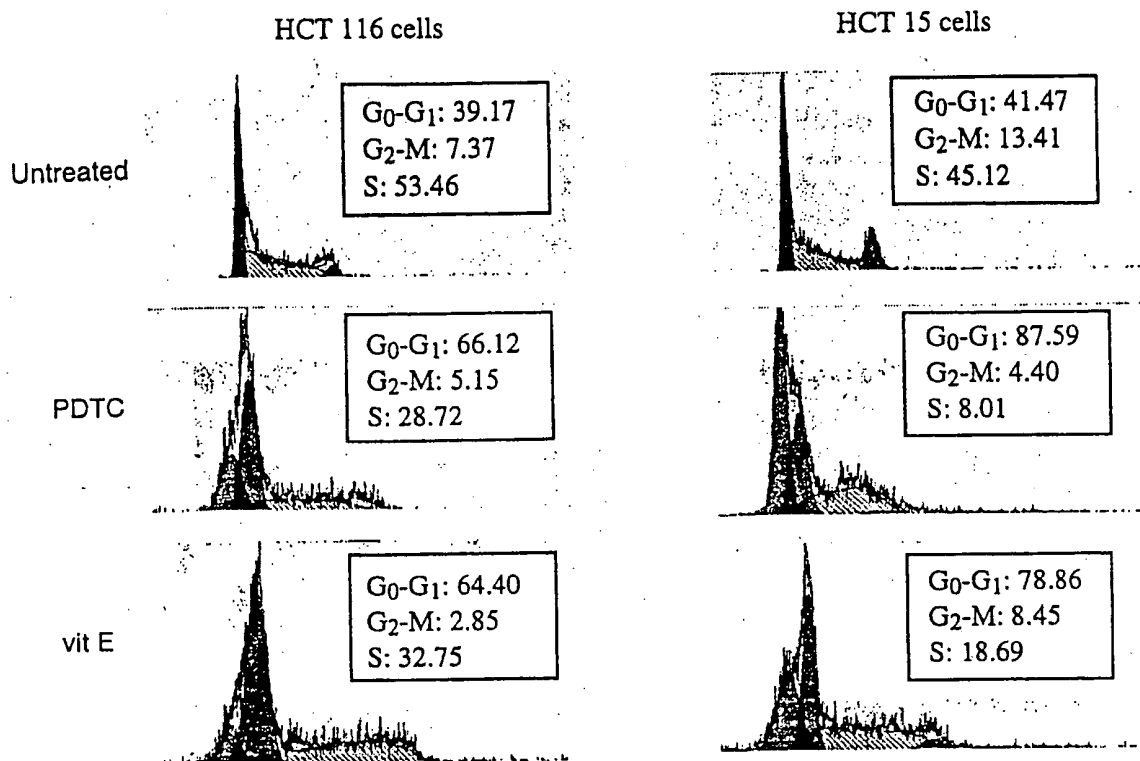 HCT 116 cells
HCT 15 cells
Untreated
G₀-G₁: 39.17
G₂-M: 7.37
S: 53.46
G₀-G₁: 41.47
G₂-M: 13.41
S: 45.12
PDTC
G₀-G₁: 66.12
G₂-M: 5.15
S: 28.72
G₀-G₁: 87.59
G₂-M: 4.40
S: 8.01
vit E
G₀-G₁: 64.40
G₂-M: 2.85
S: 32.75
G₀-G₁: 78.86
G₂-M: 8.45
S: 18.69